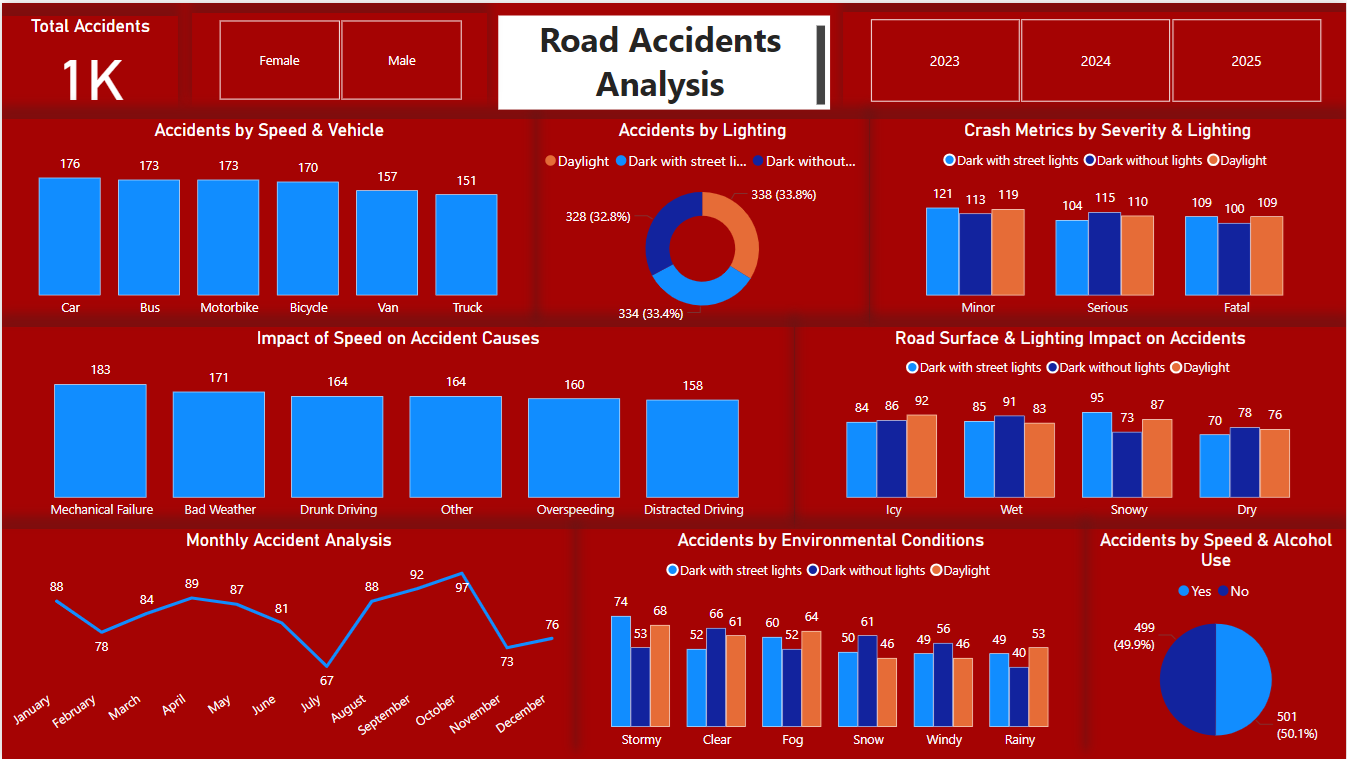 Total Accidents
1K
Female
Male
Road Accidents
Analysis
2023
2024
2025
Accidents by Speed & Vehicle
176
173
173
170
157
151
Car
Bus
Motorbike
Bicycle
Van
Truck
Accidents by Lighting
Daylight
Dark with street li...
Dark without...
338 (33.8%)
328 (32.8%)
334 (33.4%)
Crash Metrics by Severity & Lighting
Dark with street lights
Dark without lights
Daylight
121
113
119
104
115
110
109
100
109
Minor
Serious
Fatal
Impact of Speed on Accident Causes
183
171
164
164
160
158
Mechanical Failure
Bad Weather
Drunk Driving
Other
Overspeeding
Distracted Driving
Road Surface & Lighting Impact on Accidents
Dark with street lights
Dark without lights
Daylight
84
86
92
85
91
83
95
73
87
70
78
76
Icy
Wet
Snowy
Dry
Monthly Accident Analysis
88
78
84
89
87
81
67
88
92
97
73
76
January
February
March
April
May
June
July
August
September
October
November
December
Accidents by Environmental Conditions
Dark with street lights
Dark without lights
Daylight
74
53
68
52
66
61
60
52
64
50
61
46
49
56
46
49
40
53
Stormy
Clear
Fog
Snow
Windy
Rainy
Accidents by Speed & Alcohol
Use
Yes
No
499
(49.9%)
501
(50.1%)